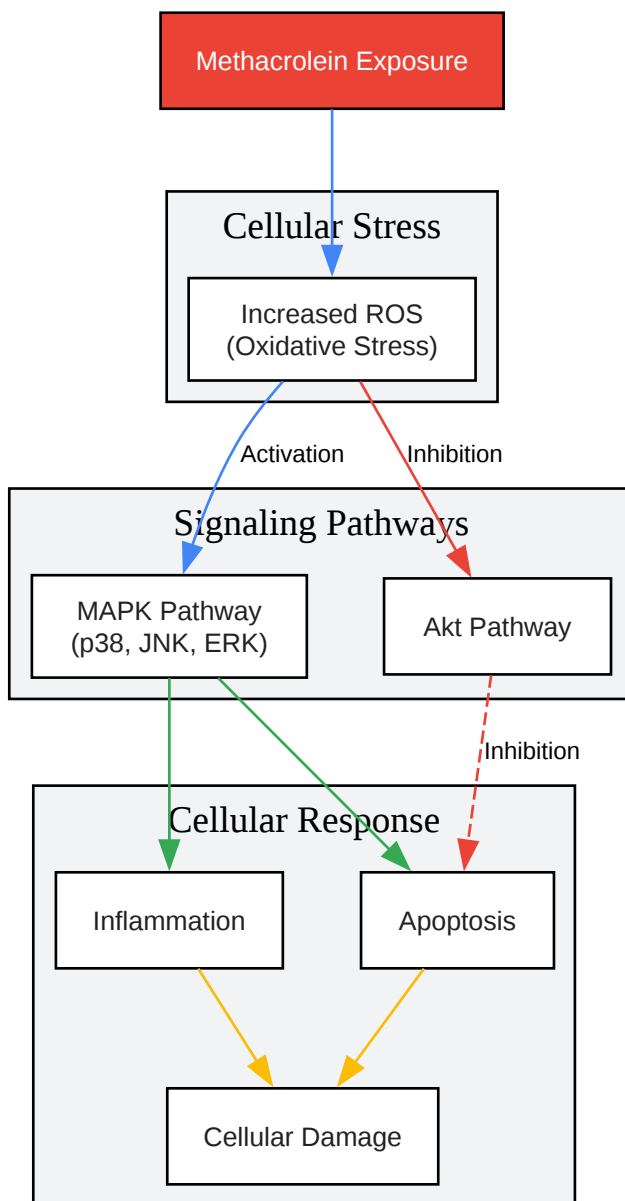 Methacrolein Exposure
Cellular Stress
Increased ROS
(Oxidative Stress)
Activation
Inhibition
Signaling Pathways
MAPK Pathway
(p38, JNK, ERK)
Akt Pathway
Inhibition
Cellular Response
Inflammation
Apoptosis
Cellular Damage